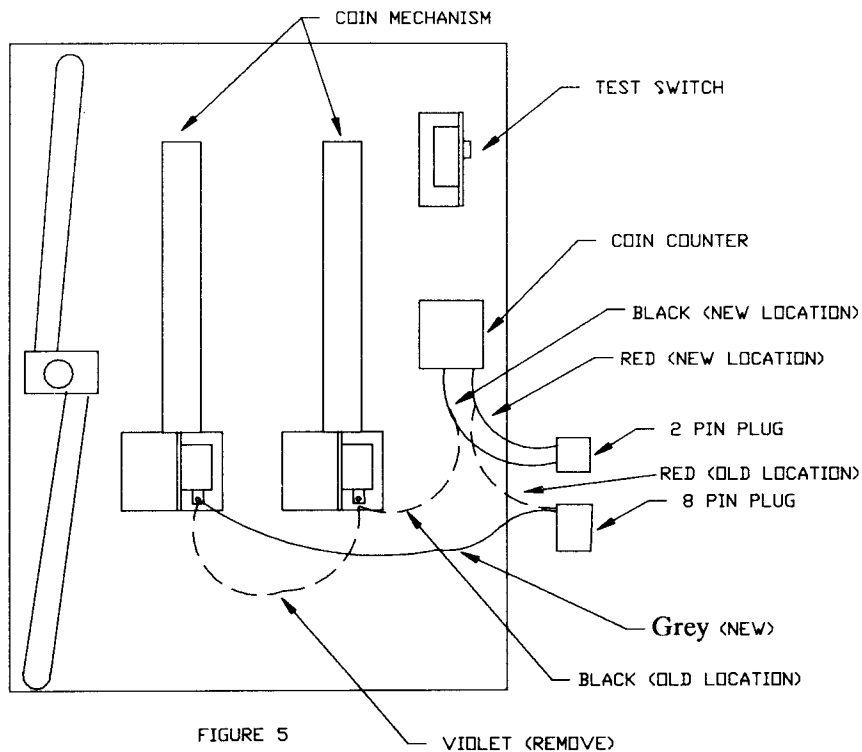 COIN MECHANISM
TEST SWITCH
COIN COUNTER
BLACK (NEW LOCATION)
RED (NEW LOCATION)
2 PIN PLUG
RED (OLD LOCATION)
8 PIN PLUG
Grey (NEW)
BLACK (OLD LOCATION)
FIGURE 5
VIOLET (REMOVE)